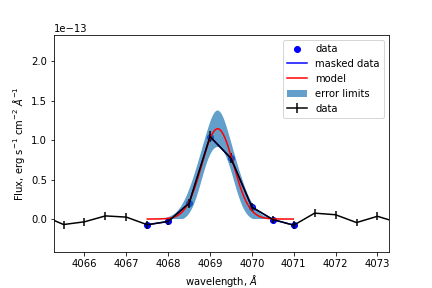 1e−13
2.0
1.5
1.0
0.5
0.0
Flux, erg s⁻¹ cm⁻² Å⁻¹
data
masked data
model
error limits
data
4066 4067 4068 4069 4070 4071 4072 4073
wavelength, Å